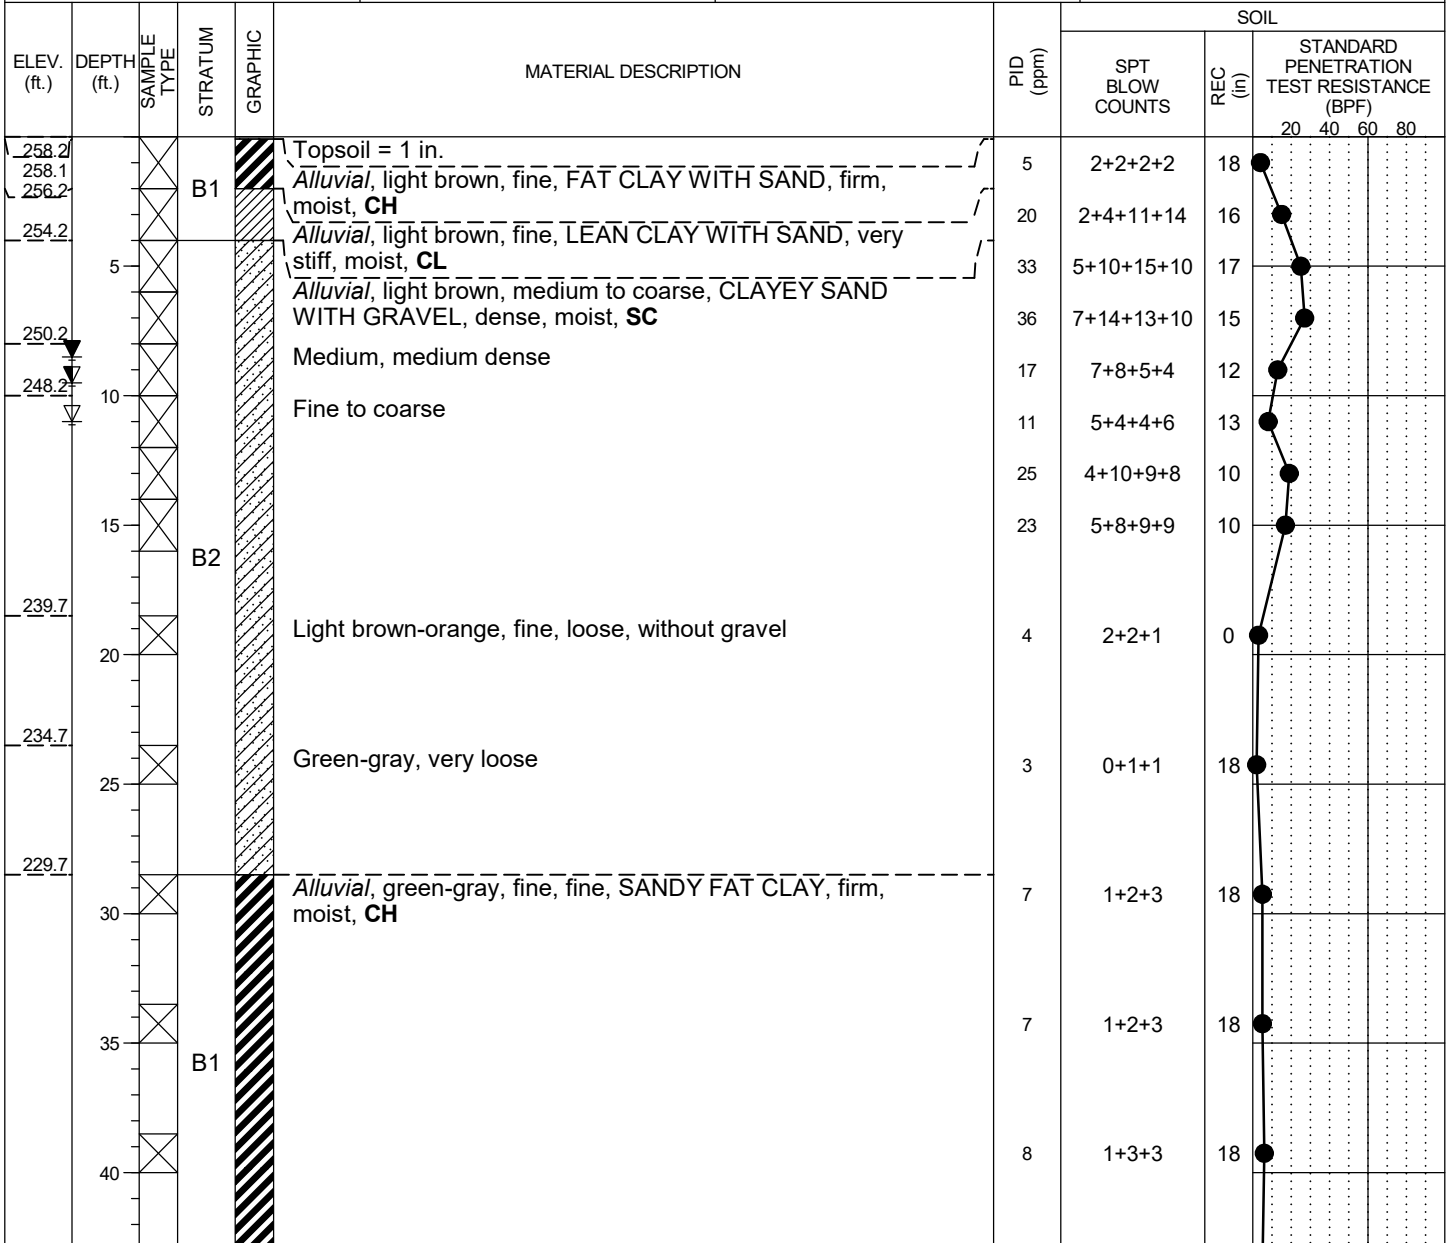 SOIL
ELEV. (ft.)
DEPTH (ft.)
SAMPLE TYPE
STRATUM
GRAPHIC
MATERIAL DESCRIPTION
PID (ppm)
SPT BLOW COUNTS
REC (in)
STANDARD PENETRATION TEST RESISTANCE (BPF)
20 40 60 80
258.2 Topsoil = 1 in.
258.1 5 2+2+2+2 18
Alluvial, light brown, fine, FAT CLAY WITH SAND, firm,
256.2 B1 moist, CH
20 2+4+11+14 16
254.2 Alluvial, light brown, fine, LEAN CLAY WITH SAND, very
stiff, moist, CL
5 33 5+10+15+10 17
Alluvial, light brown, medium to coarse, CLAYEY SAND
WITH GRAVEL, dense, moist, SC 36 7+14+13+10 15
250.2
Medium, medium dense 17 7+8+5+4 12
248.2 10
Fine to coarse 11 5+4+4+6 13
25 4+10+9+8 10
15 23 5+8+9+9 10
B2
239.7
Light brown-orange, fine, loose, without gravel 4 2+2+1 0
20
234.7
Green-gray, very loose 3 0+1+1 18
25
229.7
Alluvial, green-gray, fine, fine, SANDY FAT CLAY, firm, 7 1+2+3 18
30 moist, CH
7 1+2+3 18
35
B1
8 1+3+3 18
40